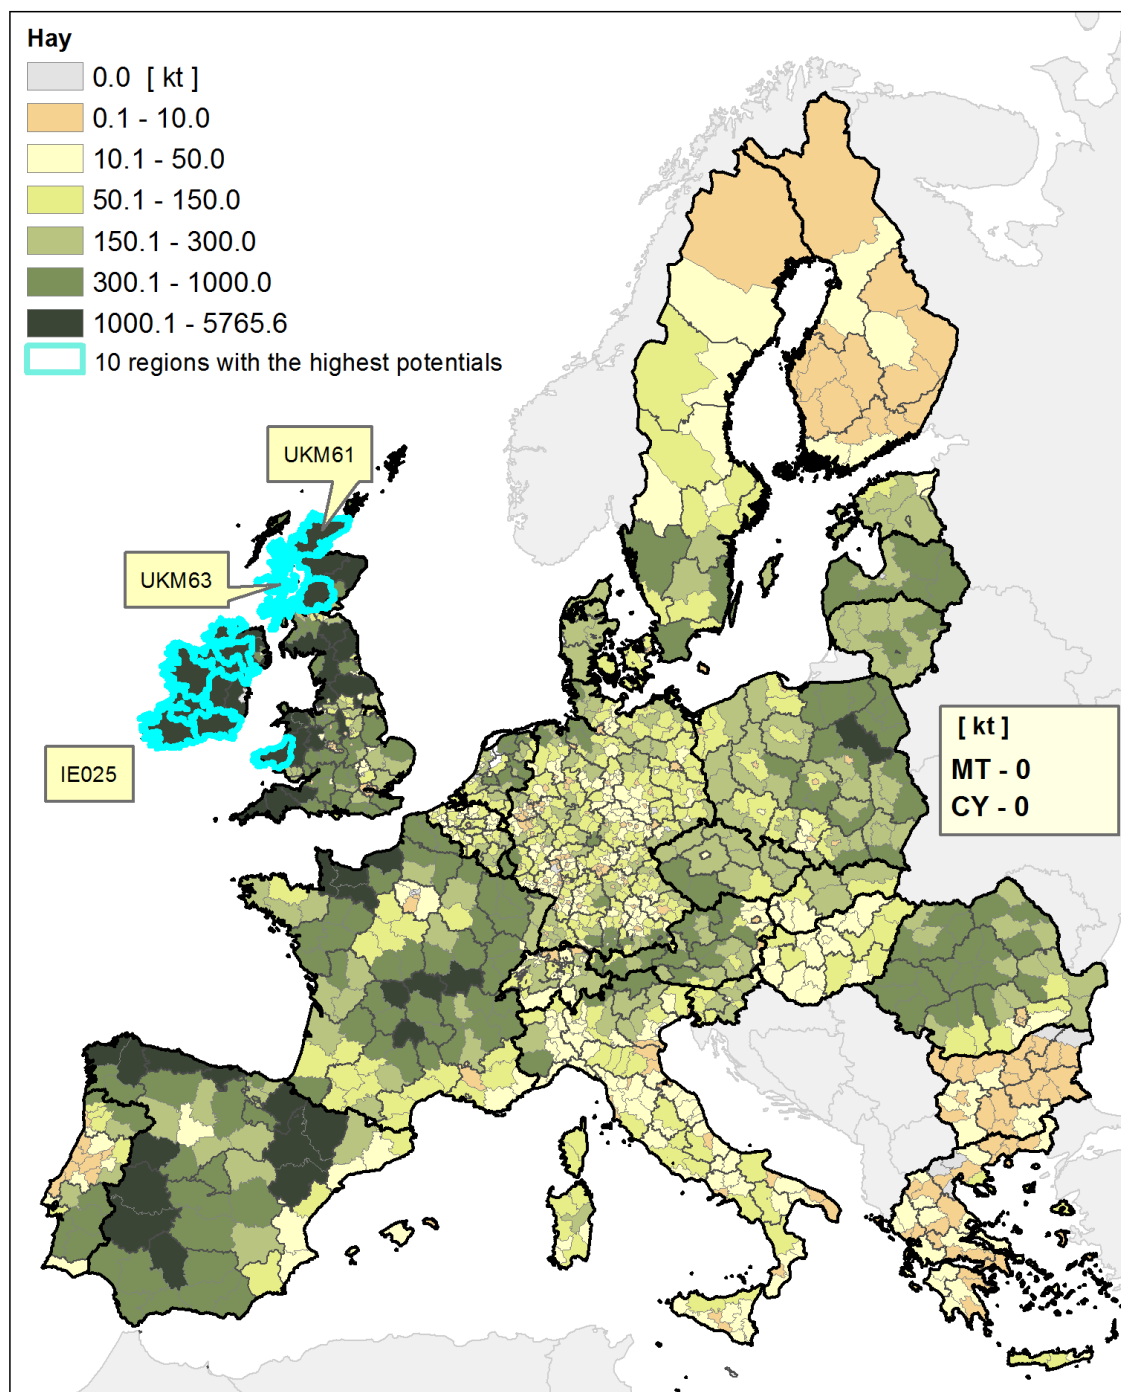 Hay
0.0 [ kt ]
0.1 - 10.0
10.1 - 50.0
50.1 - 150.0
150.1 - 300.0
300.1 - 1000.0
1000.1 - 5765.6
10 regions with the highest potentials
UKM61
UKM63
IE025
[ kt ]
MT - 0
CY - 0